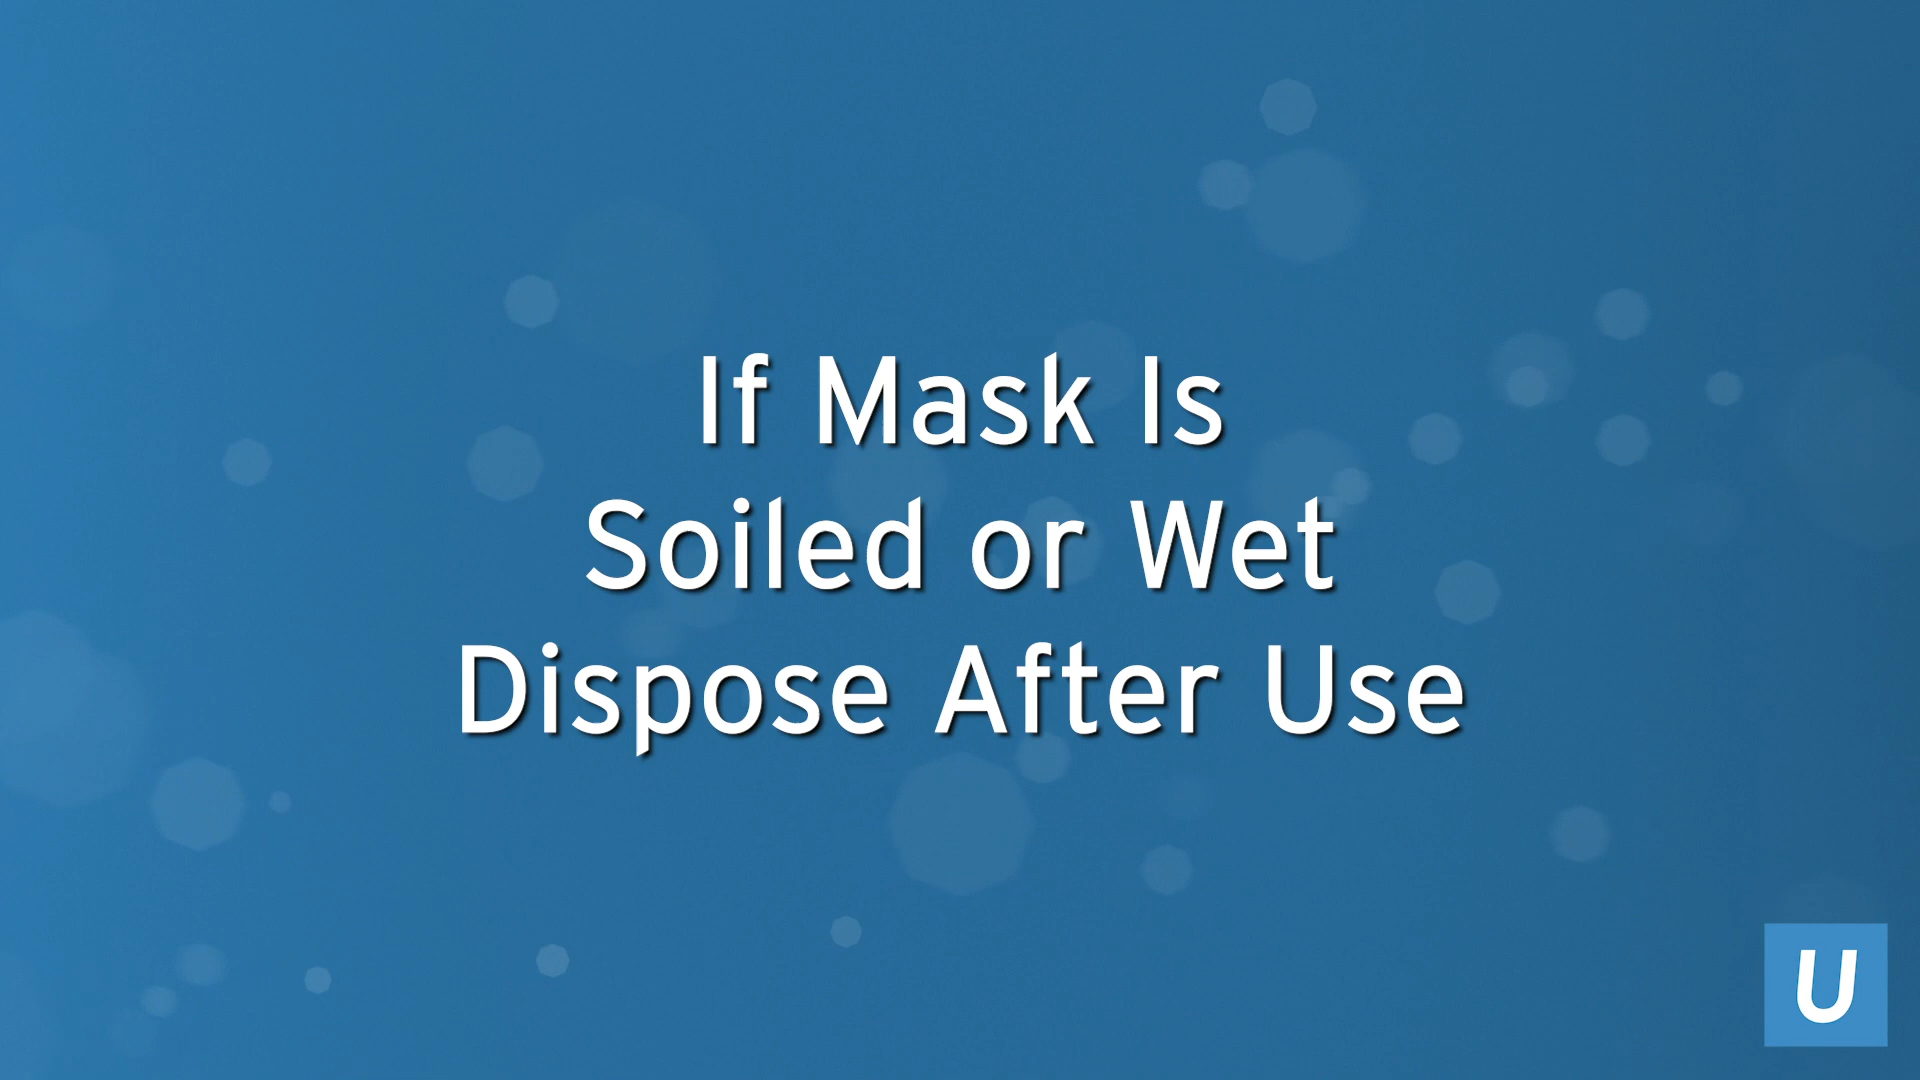 If Mask Is
Soiled or Wet
Dispose After Use
U